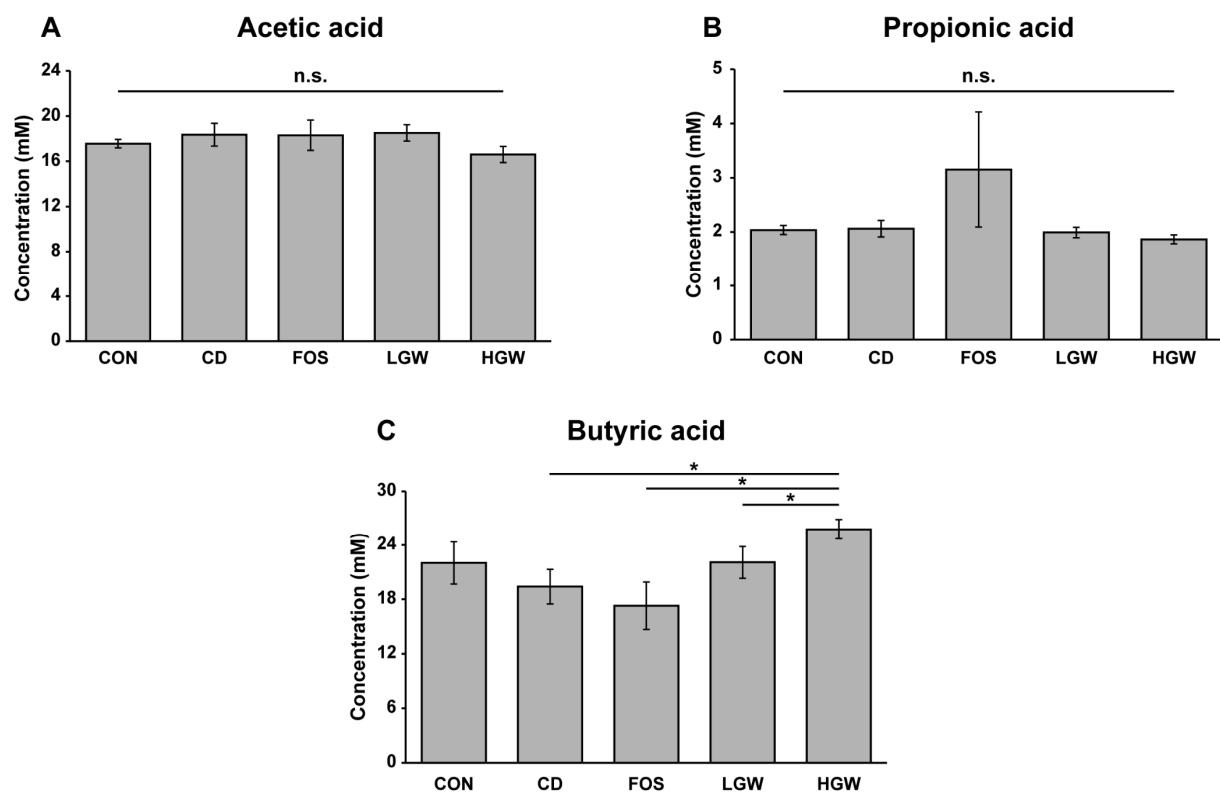 A Acetic acid
n.s.
Concentration (mM)
24
20
16
12
8
4
0
CON CD FOS LGW HGW
B Propionic acid
n.s.
Concentration (mM)
5
4
3
2
1
0
CON CD FOS LGW HGW
C Butyric acid
*
*
*
Concentration (mM)
30
24
18
12
6
0
CON CD FOS LGW HGW